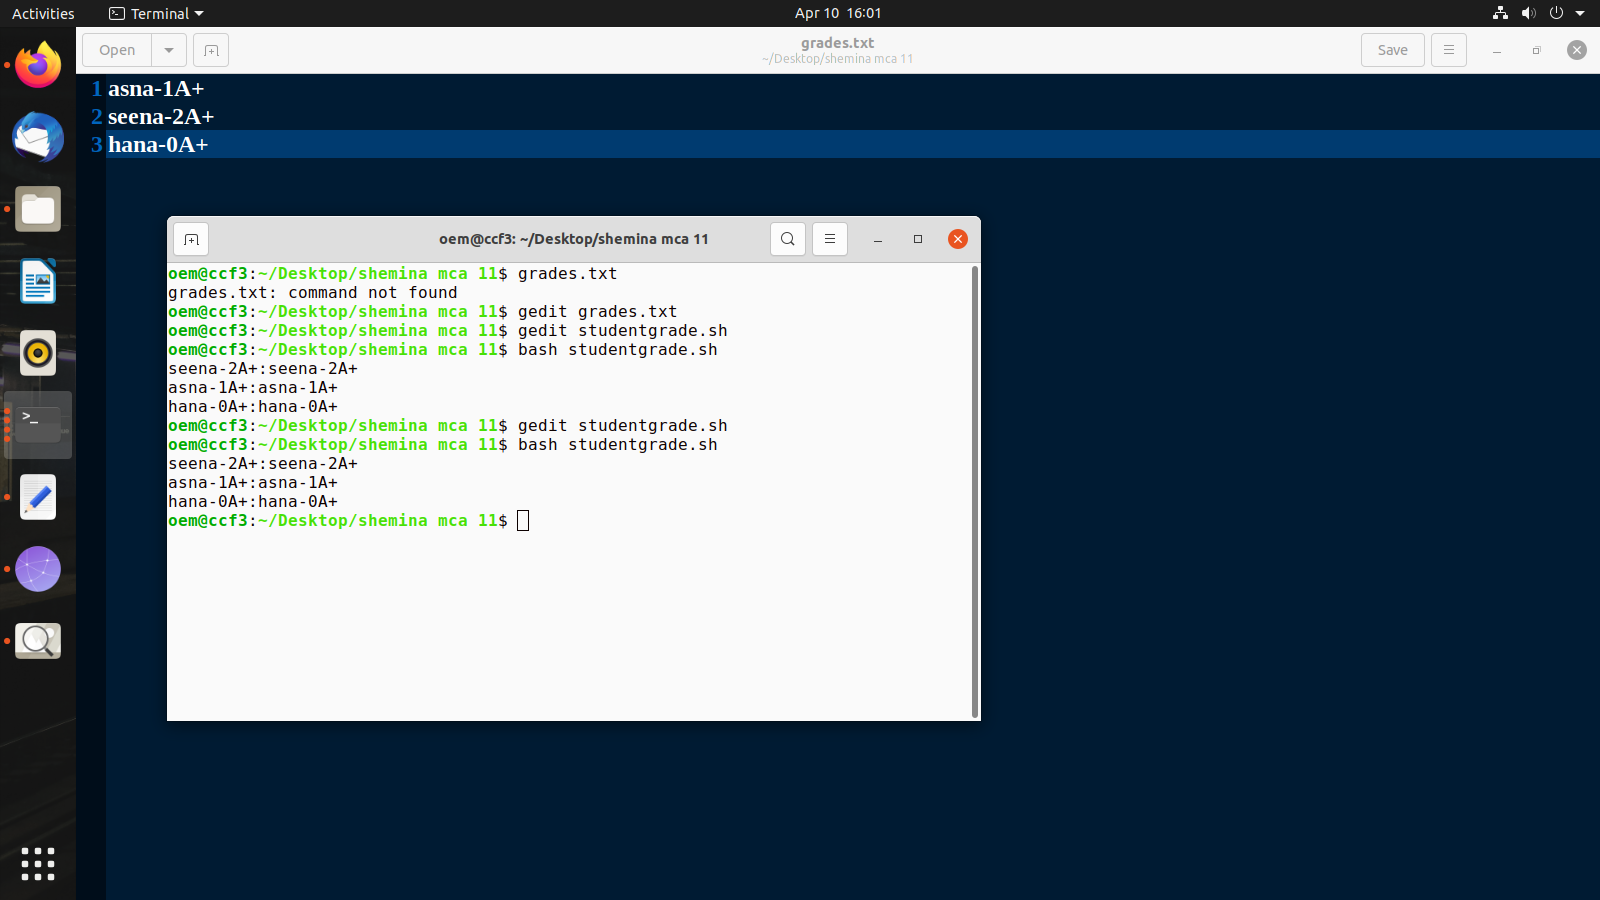 Activities
Terminal
Apr 10 16:01
Open
grades.txt
~/Desktop/shemina mca 11
Save
1 asna-1A+
2 seena-2A+
3 hana-0A+
oem@ccf3: ~/Desktop/shemina mca 11
oem@ccf3:~/Desktop/shemina mca 11$ grades.txt
grades.txt: command not found
oem@ccf3:~/Desktop/shemina mca 11$ gedit grades.txt
oem@ccf3:~/Desktop/shemina mca 11$ gedit studentgrade.sh
oem@ccf3:~/Desktop/shemina mca 11$ bash studentgrade.sh
seena-2A+:seena-2A+
asna-1A+:asna-1A+
hana-0A+:hana-0A+
oem@ccf3:~/Desktop/shemina mca 11$ gedit studentgrade.sh
oem@ccf3:~/Desktop/shemina mca 11$ bash studentgrade.sh
seena-2A+:seena-2A+
asna-1A+:asna-1A+
hana-0A+:hana-0A+
oem@ccf3:~/Desktop/shemina mca 11$